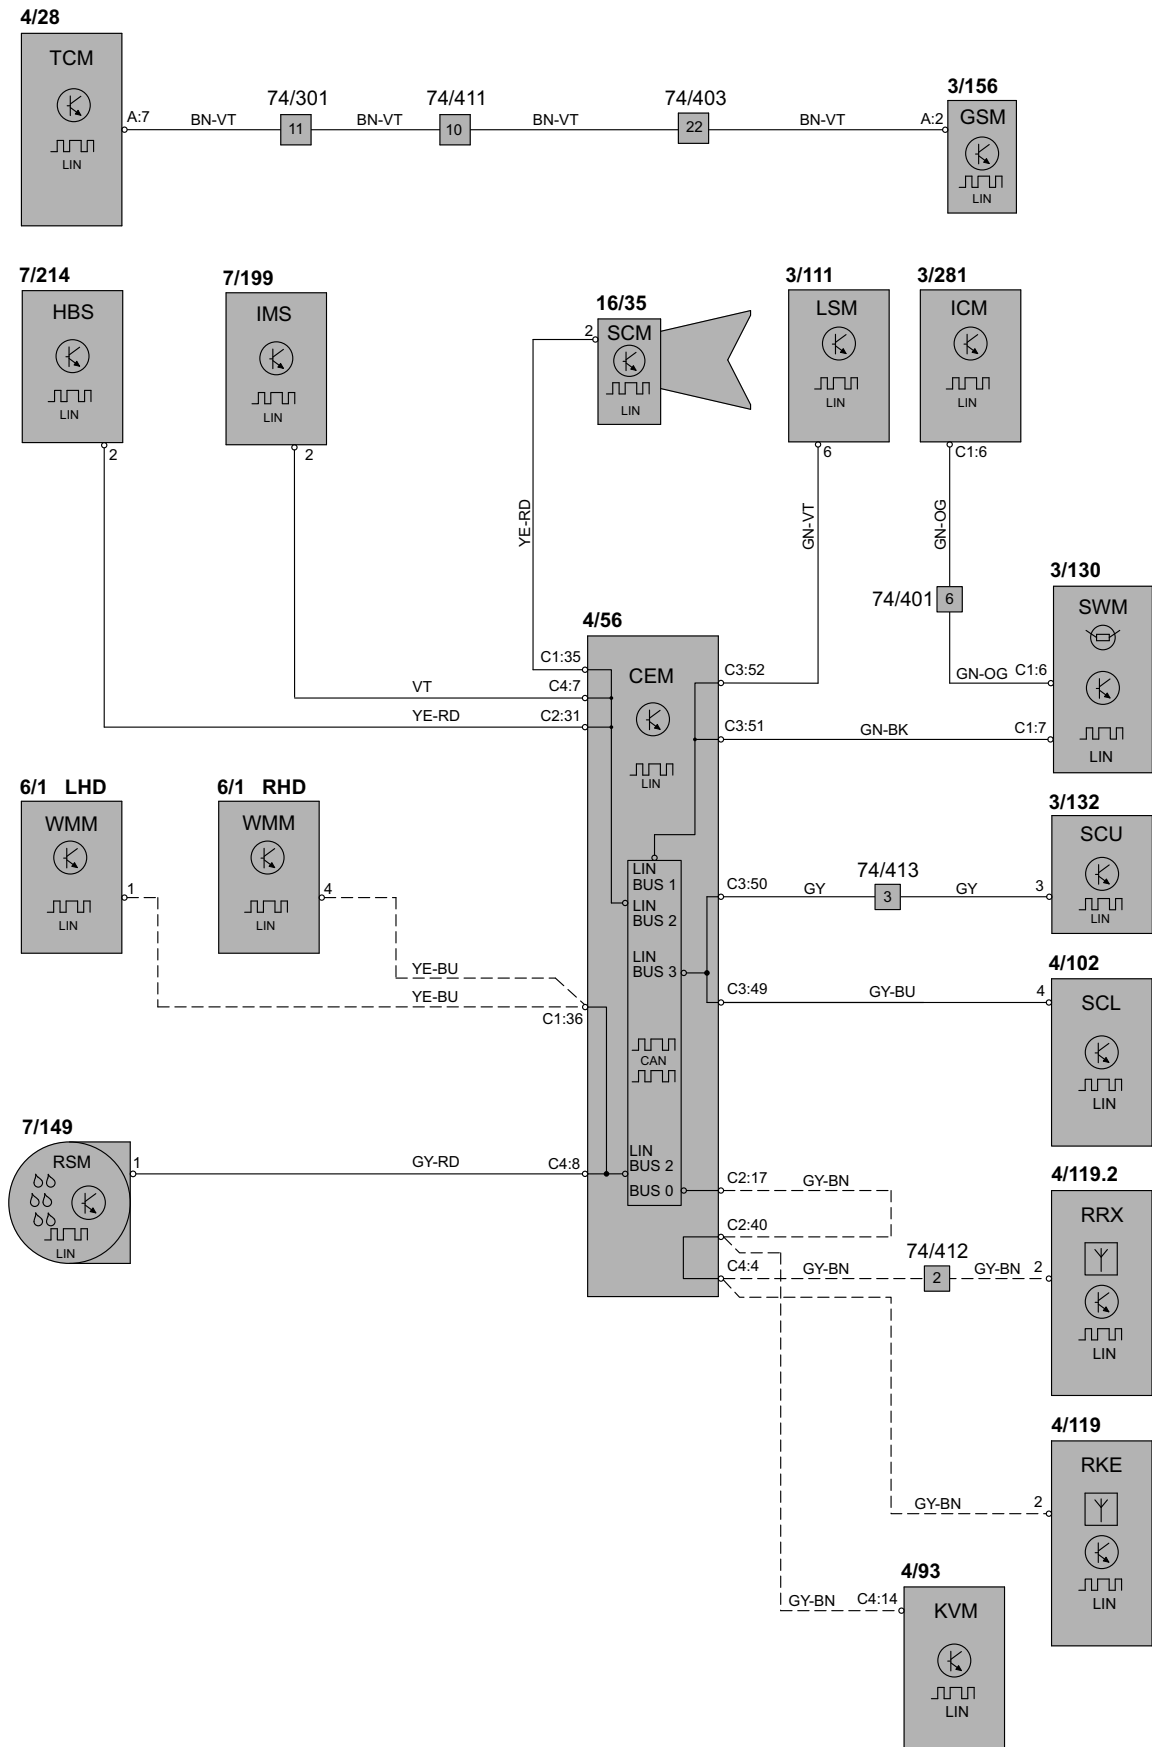 4/28
TCM
LIN
A:7
BN-VT
74/301
11
BN-VT
74/411
10
BN-VT
74/403
22
BN-VT
A:2
3/156
GSM
LIN
7/214
HBS
LIN
2
7/199
IMS
LIN
2
16/35
2
SCM
LIN
3/111
LSM
6
3/281
ICM
LIN
C1:6
YE-RD
GN-VT
GN-OG
74/401
6
3/130
SWM
LIN
GN-OG
C1:6
GN-BK
C1:7
4/56
CEM
LIN
C1:35
VT
C4:7
YE-RD
C2:31
C3:52
C3:51
6/1 LHD
WMM
LIN
1
6/1 RHD
WMM
LIN
4
YE-BU
YE-BU
C1:36
LIN
BUS 1
LIN
BUS 2
LIN
BUS 3
CAN
LIN
BUS 2
BUS 0
C3:50
GY
74/413
3
GY
3
3/132
SCU
LIN
C3:49
GY-BU
4
4/102
SCL
LIN
7/149
RSM
LIN
1
GY-RD
C4:8
C2:17
GY-BN
C2:40
C4:4
GY-BN
74/412
2
GY-BN
2
4/119.2
RRX
LIN
4/119
RKE
LIN
GY-BN
2
4/93
KVM
LIN
GY-BN
C4:14